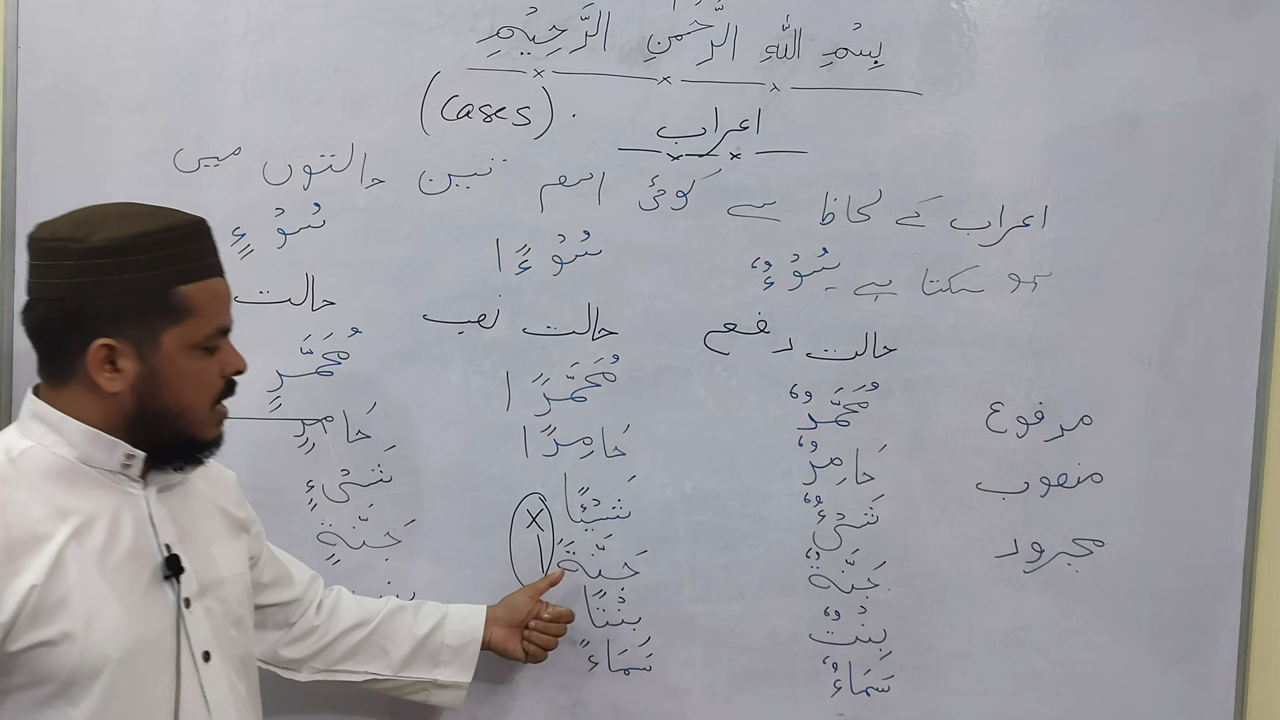 بِسْمِ اللّٰهِ الرَّحْمٰنِ الرَّحِيْمِ
اعراب (Cases)
اعراب کے لحاظ سے کوئی اسم تین حالتوں میں
ہو سکتا ہے سُوْءٌ سُوْءًا سُوْءٍ
حالت رفع حالت نصب حالت
مرفوع مُحَمَّدٌ مُحَمَّدًا مُحَمَّدٍ
منصوب حَامِدٌ حَامِدًا حَامِدٍ
مجرور شَیْءٌ شَيْئًا شَیْءٍ
جَنَّةٌ جَنَّةً جَنَّةٍ
بِنْتٌ بِنْتًا
سَمَاءٌ سَمَاءً